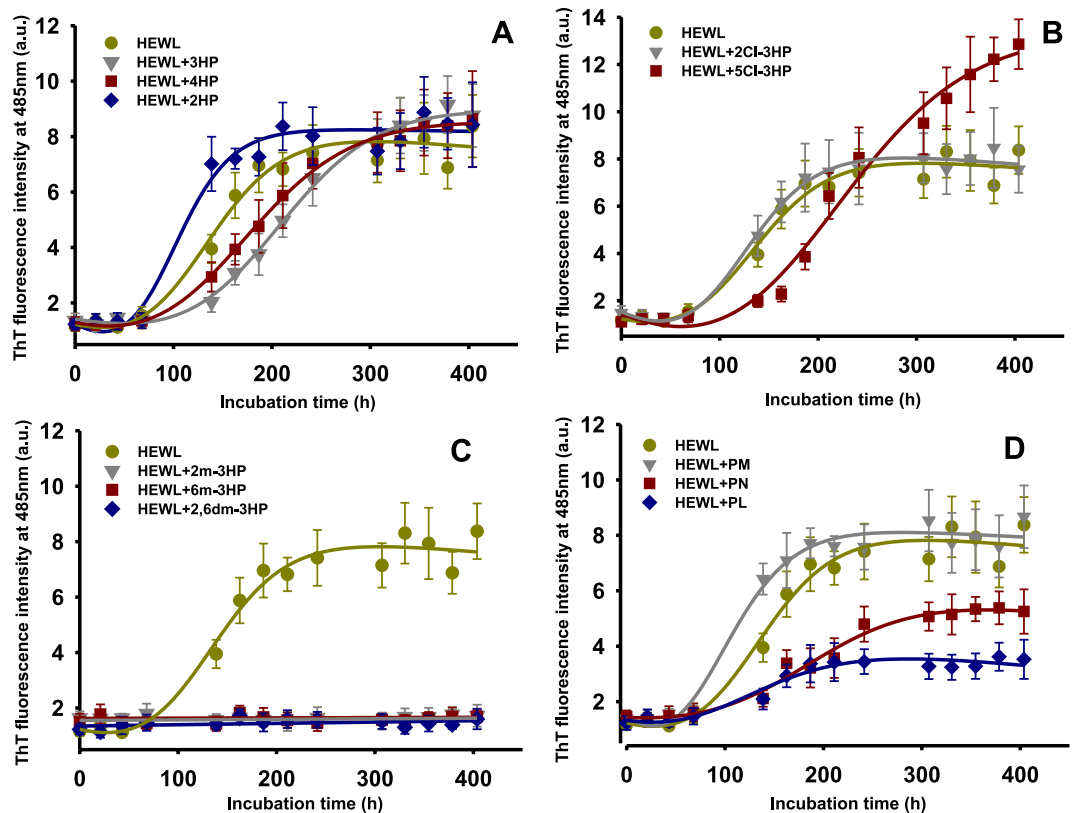 A
ThT fluorescence intensity at 485nm (a.u.)
12
10
8
6
4
2
HEWL
HEWL+3HP
HEWL+4HP
HEWL+2HP
0 100 200 300 400
Incubation time (h)
B
ThT fluorescence intensity at 485nm (a.u.)
14
12
10
8
6
4
2
HEWL
HEWL+2Cl-3HP
HEWL+5Cl-3HP
0 100 200 300 400
Incubation time (h)
C
ThT fluorescence intensity at 485nm (a.u.)
12
10
8
6
4
2
HEWL
HEWL+2m-3HP
HEWL+6m-3HP
HEWL+2,6dm-3HP
0 100 200 300 400
Incubation time (h)
D
ThT fluorescence intensity at 485nm (a.u.)
12
10
8
6
4
2
HEWL
HEWL+PM
HEWL+PN
HEWL+PL
0 100 200 300 400
Incubation time (h)